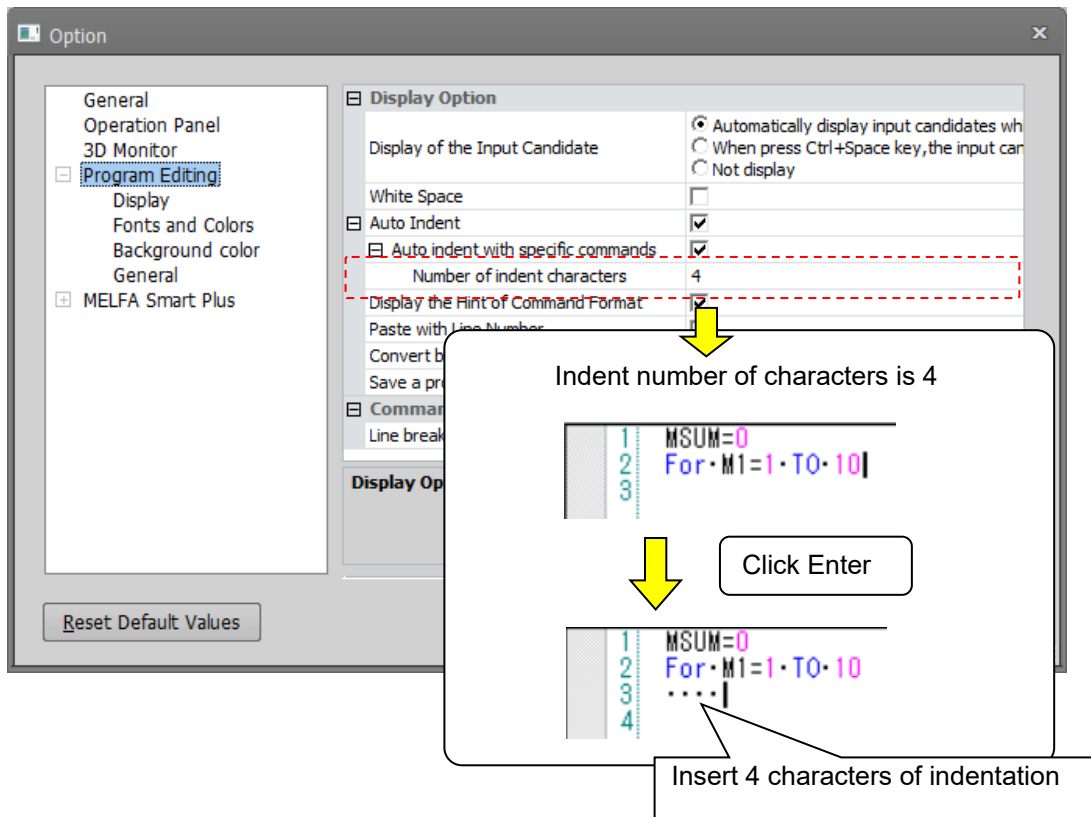 Option
General
Operation Panel
3D Monitor
Program Editing
Display
Fonts and Colors
Background color
General
MELFA Smart Plus
Display Option
Display of the Input Candidate
Automatically display input candidates whi
When press Ctrl+Space key,the input can
Not display
White Space
Auto Indent
Auto indent with specific commands
Number of indent characters 4
Display the Hint of Command Format
Paste with Line Number
Convert b
Save a pr
Comman
Line break
Display Op
Reset Default Values
Indent number of characters is 4
1 MSUM=0
2 For·M1=1·TO·10
3
Click Enter
1 MSUM=0
2 For·M1=1·TO·10
3 ····
4
Insert 4 characters of indentation